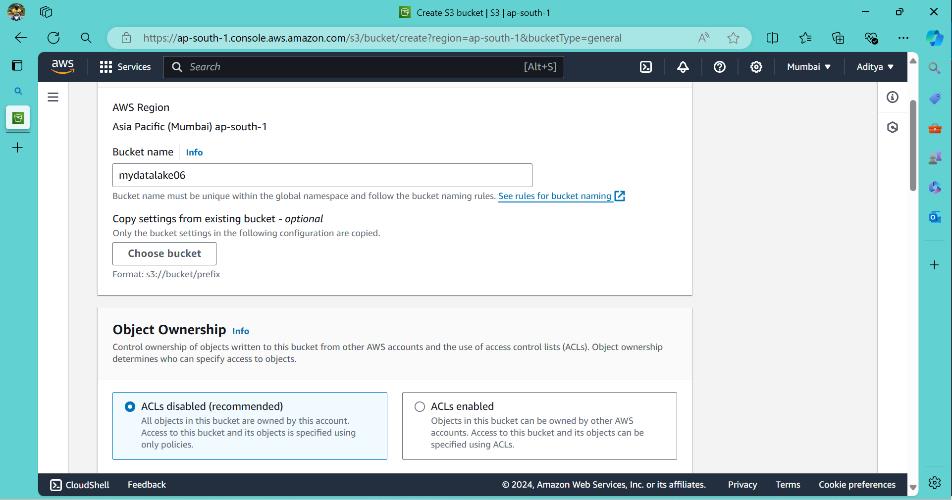 Create S3 bucket | S3 | ap-south-1
https://ap-south-1.console.aws.amazon.com/s3/bucket/create?region=ap-south-1&bucketType=general
aws
Services
Search
[Alt+S]
Mumbai
Aditya
AWS Region
Asia Pacific (Mumbai) ap-south-1
Bucket name Info
mydatalake06
Bucket name must be unique within the global namespace and follow the bucket naming rules. See rules for bucket naming
Copy settings from existing bucket - optional
Only the bucket settings in the following configuration are copied.
Choose bucket
Format: s3://bucket/prefix
Object Ownership Info
Control ownership of objects written to this bucket from other AWS accounts and the use of access control lists (ACLs). Object ownership
determines who can specify access to objects.
ACLs disabled (recommended)
All objects in this bucket are owned by this account.
Access to this bucket and its objects is specified using
only policies.
ACLs enabled
Objects in this bucket can be owned by other AWS
accounts. Access to this bucket and its objects can be
specified using ACLs.
CloudShell
Feedback
© 2024, Amazon Web Services, Inc. or its affiliates.
Privacy
Terms
Cookie preferences